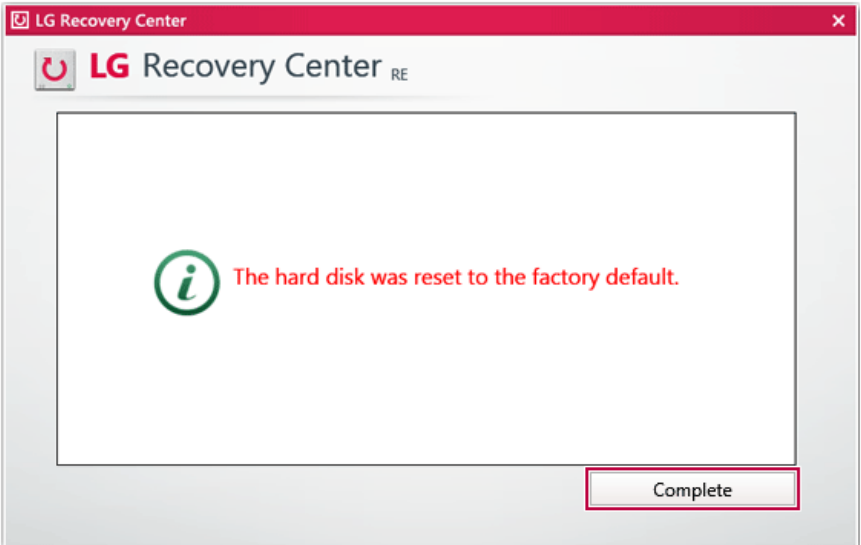 LG Recovery Center
LG Recovery Center RE
The hard disk was reset to the factory default.
Complete